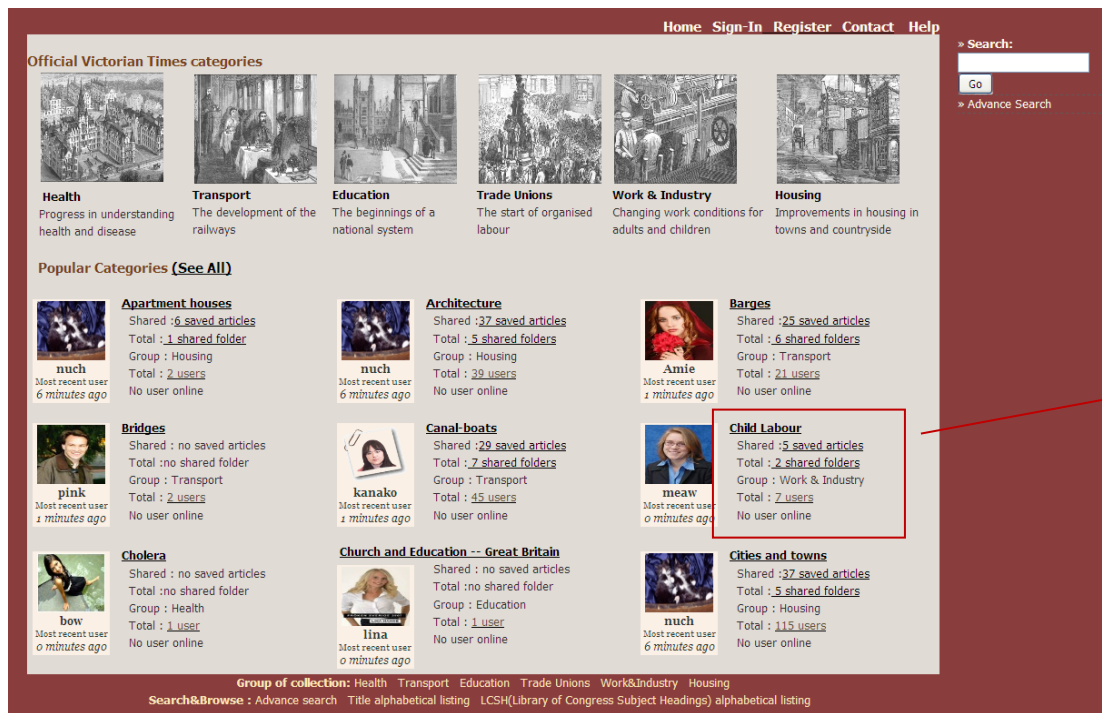 Home Sign-In Register Contact Help
» Search:
Go
» Advance Search
Official Victorian Times categories
Health
Progress in understanding
health and disease
Transport
The development of the
railways
Education
The beginnings of a
national system
Trade Unions
The start of organised
labour
Work & Industry
Changing work conditions for
adults and children
Housing
Improvements in housing in
towns and countryside
Popular Categories (See All)
nuch
Most recent user
6 minutes ago
Apartment houses
Shared :6 saved articles
Total : 1 shared folder
Group : Housing
Total : 2 users
No user online
nuch
Most recent user
6 minutes ago
Architecture
Shared :37 saved articles
Total : 5 shared folders
Group : Housing
Total : 39 users
No user online
Amie
Most recent user
1 minutes ago
Barges
Shared :25 saved articles
Total : 6 shared folders
Group : Transport
Total : 21 users
No user online
pink
Most recent user
1 minutes ago
Bridges
Shared : no saved articles
Total :no shared folder
Group : Transport
Total : 2 users
No user online
kanako
Most recent user
1 minutes ago
Canal-boats
Shared :29 saved articles
Total : 7 shared folders
Group : Transport
Total : 45 users
No user online
meaw
Most recent user
0 minutes ago
Child Labour
Shared :5 saved articles
Total : 2 shared folders
Group : Work & Industry
Total : 7 users
No user online
bow
Most recent user
0 minutes ago
Cholera
Shared : no saved articles
Total :no shared folder
Group : Health
Total : 1 user
No user online
Church and Education -- Great Britain
lina
Most recent user
0 minutes ago
Shared : no saved articles
Total :no shared folder
Group : Education
Total : 1 user
No user online
nuch
Most recent user
6 minutes ago
Cities and towns
Shared :37 saved articles
Total : 5 shared folders
Group : Housing
Total : 115 users
No user online
Group of collection: Health Transport Education Trade Unions Work&Industry Housing
Search&Browse : Advance search Title alphabetical listing LCSH(Library of Congress Subject Headings) alphabetical listing